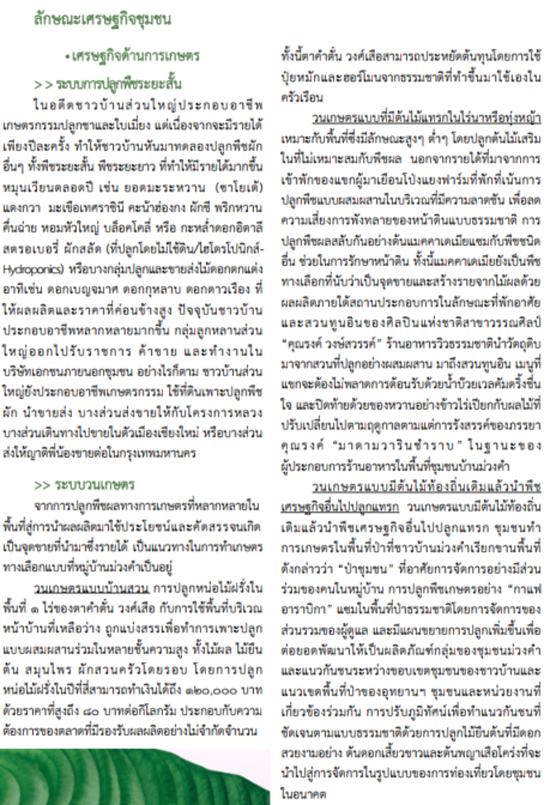 ลักษณะเศรษฐกิจชุมชน
• เศรษฐกิจด้านการเกษตร
>> ระบบการปลูกพืชระยะสั้น
ในอดีตชาวบ้านส่วนใหญ่ประกอบอาชีพ
เกษตรกรรมปลูกชาและใบเมี่ยง แต่เนื่องจากจะมีรายได้
เพียงปีละครั้ง ทำให้ชาวบ้านหันมาทดลองปลูกพืชผัก
อื่นๆ ทั้งพืชระยะสั้น พืชระยะยาว ที่ทำให้มีรายได้มากขึ้น
หมุนเวียนตลอดปี เช่น ยอดมะระหวาน (ซาโยเต้)
แตงกวา มะเขือเทศราชินี คะน้าฮ่องกง ผักชี พริกหวาน
คื่นฉ่าย หอมหัวใหญ่ บล็อคโคลี่ หรือ กะหล่ำดอกอิตาลี
สตรอเบอรี่ ผักสลัด (ที่ปลูกโดยไม่ใช้ดิน/ไฮโดรโปนิกส์-
Hydroponics) หรือบางกลุ่มปลูกและขายส่งไม้ดอกตกแต่ง
อาทิเช่น ดอกเบญจมาศ ดอกกุหลาบ ดอกดาวเรือง ที่
ให้ผลผลิตและราคาที่ค่อนข้างสูง ปัจจุบันชาวบ้าน
ประกอบอาชีพหลากหลายมากขึ้น กลุ่มลูกหลานส่วน
ใหญ่ออกไปรับราชการ ค้าขาย และทำงานใน
บริษัทเอกชนภายนอกชุมชน อย่างไรก็ตาม ชาวบ้านส่วน
ใหญ่ยังประกอบอาชีพเกษตรกรรม ใช้ที่ดินเพาะปลูกพืช
ผัก นำขายส่ง บางส่วนส่งขายให้กับโครงการหลวง
บางส่วนเดินทางไปขายในตัวเมืองเชียงใหม่ หรือบางส่วน
ส่งให้ญาติพี่น้องขายต่อในกรุงเทพมหานคร
>> ระบบวนเกษตร
จากการปลูกพืชผลทางการเกษตรที่หลากหลายใน
พื้นที่สู่การนำผลผลิตมาใช้ประโยชน์และคัดสรรจนเกิด
เป็นจุดขายที่นำมาซึ่งรายได้ เป็นแนวทางในการทำเกษตร
ทางเลือกแบบที่หมู่บ้านม่วงคำเป็นอยู่
วนเกษตรแบบบ้านสวน การปลูกหน่อไม้ฝรั่งใน
พื้นที่ ๑ ไร่ของตาคำตั่น วงศ์เสือ กับการใช้พื้นที่บริเวณ
หน้าบ้านที่เหลือว่าง ถูกแบ่งสรรเพื่อทำการเพาะปลูก
แบบผสมผสานร่วมในหลายชั้นความสูง ทั้งไม้ผล ไม้ยืน
ต้น สมุนไพร ผักสวนครัวโดยรอบ โดยการปลูก
หน่อไม้ฝรั่งในปีที่สี่สามารถทำเงินได้ถึง ๑๒๐,๐๐๐ บาท
ด้วยราคาที่สูงถึง ๘๐ บาทต่อกิโลกรัม ประกอบกับความ
ต้องการของตลาดที่มีรองรับผลผลิตอย่างไม่จำกัดจำนวน
ทั้งนี้ตาคำตั่น วงศ์เสือสามารถประหยัดต้นทุนโดยการใช้
ปุ๋ยหมักและฮอร์โมนจากธรรมชาติที่ทำขึ้นมาใช้เองใน
ครัวเรือน
วนเกษตรแบบที่มีต้นไม้แทรกในไร่นาหรือทุ่งหญ้า
เหมาะกับพื้นที่ซึ่งมีลักษณะสูงๆ ต่ำๆ โดยปลูกต้นไม้เสริม
ในที่ไม่เหมาะสมกับพืชผล นอกจากรายได้ที่มาจากการ
เข้าพักของแขกผู้มาเยือนโป่งแยงฟาร์มที่พักที่เน้นการ
ปลูกพืชแบบผสมผสานในบริเวณที่มีความลาดชัน เพื่อลด
ความเสี่ยงการพังทลายของหน้าดินแบบธรรมชาติ การ
ปลูกพืชผลสลับกันอย่างต้นแมคคาเดเมียแซมกับพืชชนิด
อื่น ช่วยในการรักษาหน้าดิน ทั้งนี้แมคคาเดเมียยังเป็นพืช
ทางเลือกที่นับว่าเป็นจุดขายและสร้างรายจากไม้ผลด้วย
ผลผลิตภายใต้สถานประกอบการในลักษณะที่พักอาศัย
และสวนทูนอินของศิลปินแห่งชาติสาขาวรรณศิลป์
“คุณรงค์ วงษ์สวรรค์” ร้านอาหารวิวธรรมชาตินำวัตถุดิบ
มาจากสวนที่ปลูกอย่างผสมผสาน มาถึงสวนทูนอิน เมนูที่
แขกจะต้องไม่พลาดการต้อนรับด้วยน้ำบ๊วยเวลคัมดริ๊งชื่น
ใจ และปิดท้ายด้วยของหวานอย่างข้าวไร่เปียกกับผลไม้ที่
ปรับเปลี่ยนไปตามฤดูกาลตามแต่การรังสรรค์ของภรรยา
คุณรงค์ “มาดามวารินชำราบ” ในฐานะของ
ผู้ประกอบการร้านอาหารในพื้นที่ชุมชนบ้านม่วงคำ
วนเกษตรแบบมีต้นไม้ท้องถิ่นเดิมแล้วนำพืช
เศรษฐกิจอื่นไปปลูกแทรก วนเกษตรแบบมีต้นไม้ท้องถิ่น
เดิมแล้วนำพืชเศรษฐกิจอื่นไปปลูกแทรก ชุมชนทำ
การเกษตรในพื้นที่ป่าที่ชาวบ้านม่วงคำเรียกขานพื้นที่
ดังกล่าวว่า “ป่าชุมชน” ที่อาศัยการจัดการอย่างมีส่วน
ร่วมของคนในหมู่บ้าน การปลูกพืชเกษตรอย่าง “กาแฟ
อาราบิกา” แซมในพื้นที่ป่าธรรมชาติโดยการจัดการของ
ส่วนรวมของผู้ดูแล และมีแผนขยายการปลูกเพิ่มขึ้นเพื่อ
ต่อยอดพัฒนาให้เป็นผลิตภัณฑ์กลุ่มของชุมชนม่วงคำ
และแนวกันชนระหว่างขอบเขตชุมชนของชาวบ้านและ
แนวเขตพื้นที่ป่าของอุทยานฯ ชุมชนและหน่วยงานที่
เกี่ยวข้องร่วมกัน การปรับภูมิทัศน์เพื่อทำแนวกันชนที่
ชัดเจนตามแบบธรรมชาติด้วยการปลูกไม้ยืนต้นที่มีดอก
สวยงามอย่าง ต้นดอกเสี้ยวขาวและต้นพญาเสือโคร่งที่จะ
นำไปสู่การจัดการในรูปแบบของการท่องเที่ยวโดยชุมชน
ในอนาคต